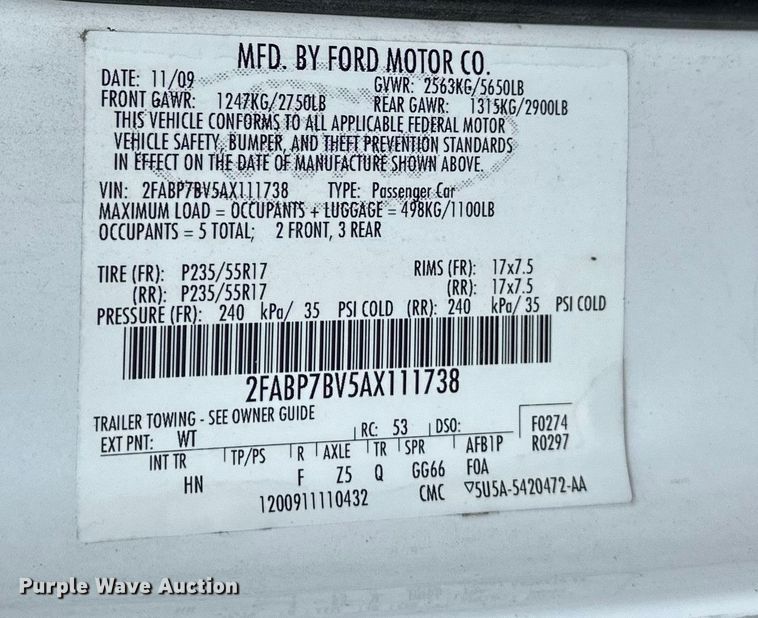 MFD. BY FORD MOTOR CO.
DATE: 11/09 GVWR: 2563KG/5650LB
FRONT GAWR: 1247KG/2750LB REAR GAWR: 1315KG/2900LB
THIS VEHICLE CONFORMS TO ALL APPLICABLE FEDERAL MOTOR
VEHICLE SAFETY, BUMPER, AND THEFT PREVENTION STANDARDS
IN EFFECT ON THE DATE OF MANUFACTURE SHOWN ABOVE.
VIN: 2FABP7BV5AX111738 TYPE: Passenger Car
MAXIMUM LOAD = OCCUPANTS + LUGGAGE = 498KG/1100LB
OCCUPANTS = 5 TOTAL; 2 FRONT, 3 REAR
TIRE (FR): P235/55R17 RIMS (FR): 17x7.5
(RR): P235/55R17 (RR): 17x7.5
PRESSURE (FR): 240 kPa/ 35 PSI COLD (RR): 240 kPa/ 35 PSI COLD
2FABP7BV5AX111738
TRAILER TOWING - SEE OWNER GUIDE
EXT PNT: WT RC: 53 DSO: F0274
R0297
INT TR TP/PS R AXLE TR SPR AFB1P
HN F Z5 Q GG66 FOA
1200911110432 CMC ▽5U5A-5420472-AA
Purple Wave Auction